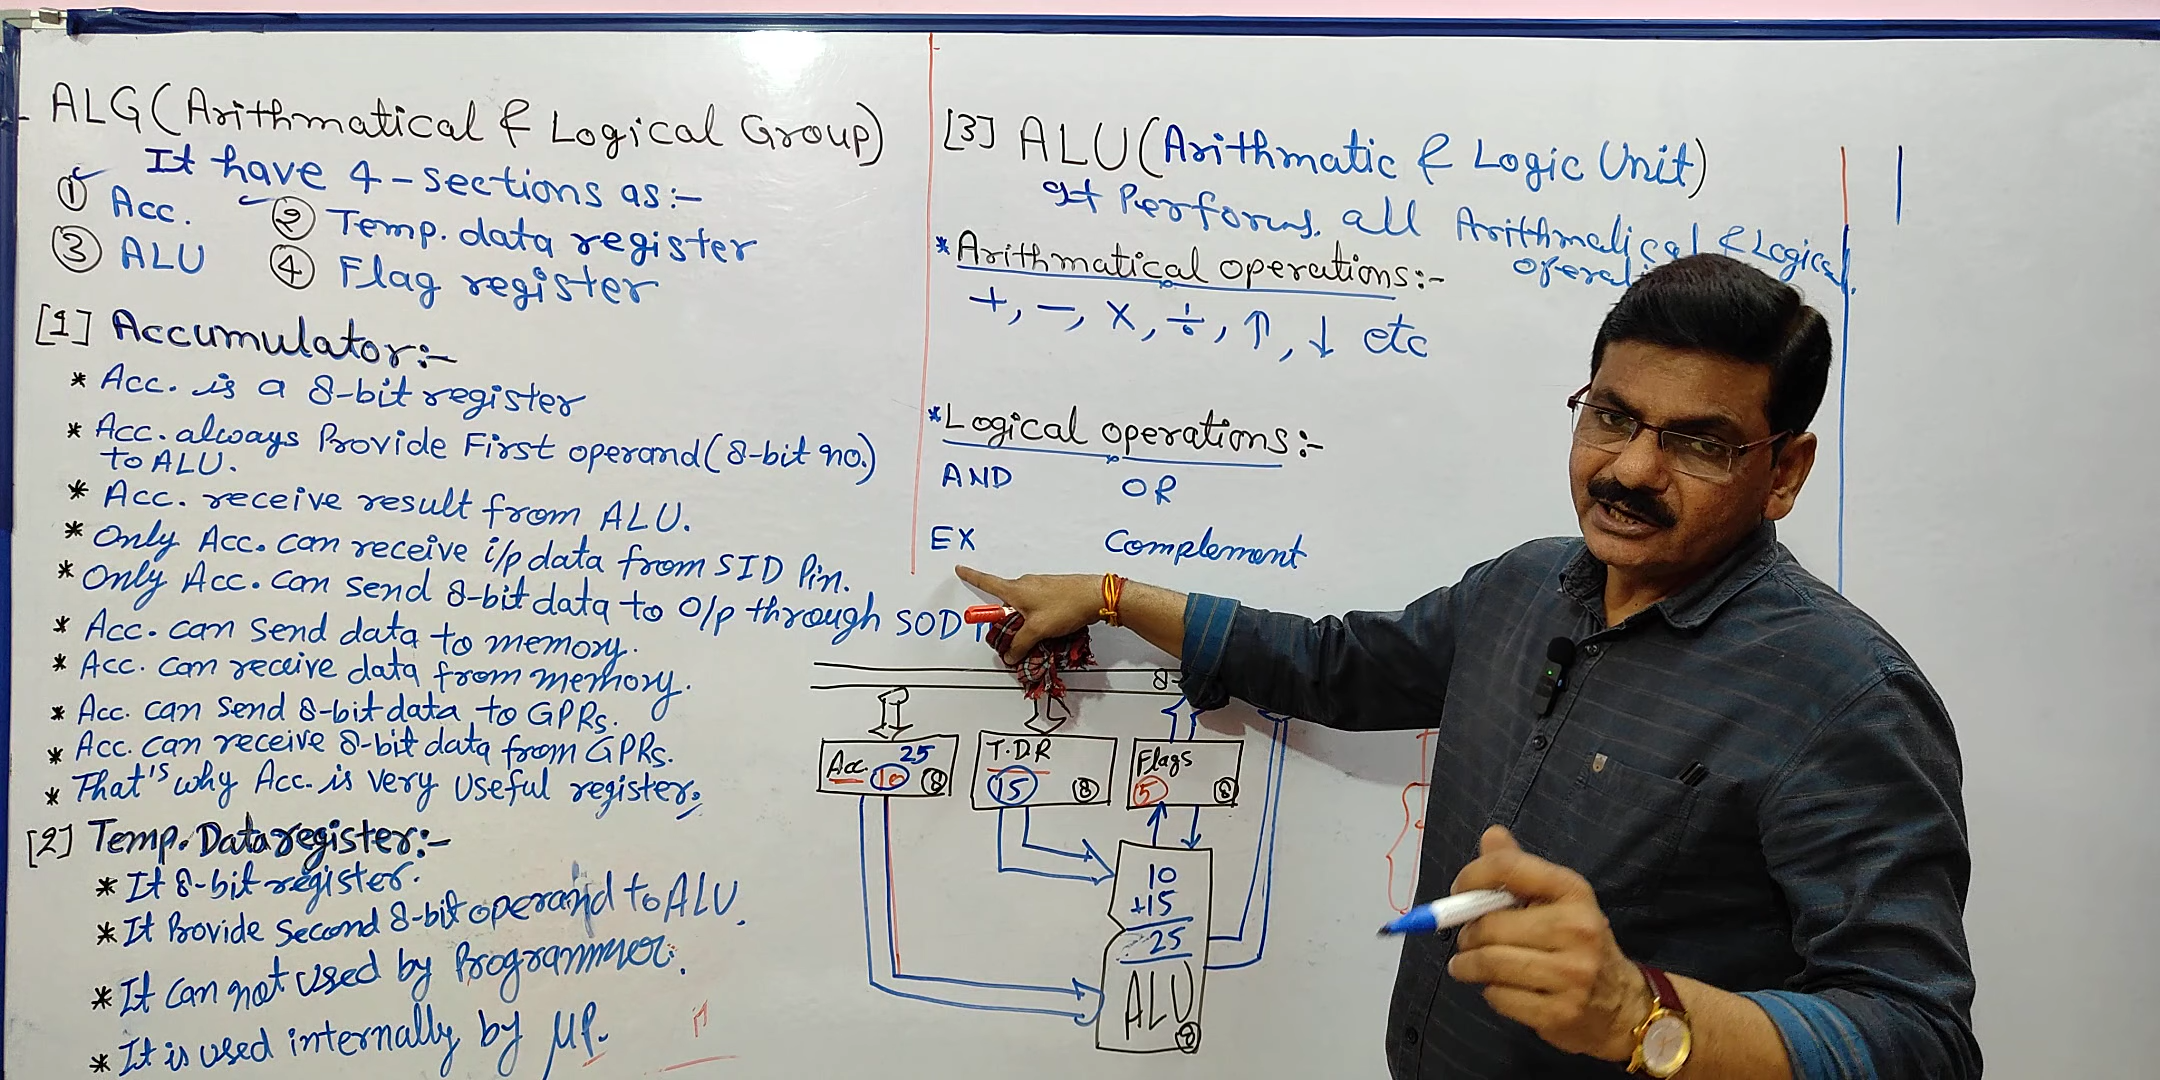 ALG (Arithmatical & Logical Group)
It have 4-sections as:-
① Acc. ② Temp. data register
③ ALU ④ Flag register
[1] Accumulator:-
* Acc. is a 8-bit register
* Acc. always Provide First operand (8-bit no.)
to ALU.
* Acc. receive result from ALU.
* Only Acc. can receive i/p data from SID Pin.
* Only Acc. can send 8-bit data to O/p through SOD
* Acc. can send data to memory.
* Acc. can receive data from memory.
* Acc. can send 8-bit data to GPRs.
* Acc. can receive 8-bit data from GPRs.
* That's why Acc. is very useful register.
[2] Temp. Data register:-
* It 8-bit register.
* It Provide Second 8-bit operand to ALU.
* It can not used by Programmer.
* It is used internally by μP.
[3] ALU (Arithmatic & Logic Unit)
It Performs all Arithmatical & Logical
* Arithmatical operations:-
+, -, ×, ÷, ↑, ↓ etc
* Logical operations:-
AND OR
EX Complement
8-
Acc. 25
10 ⑧
T.D.R
15 ⑧
Flags
5 ⑧
10
+15
25
ALU